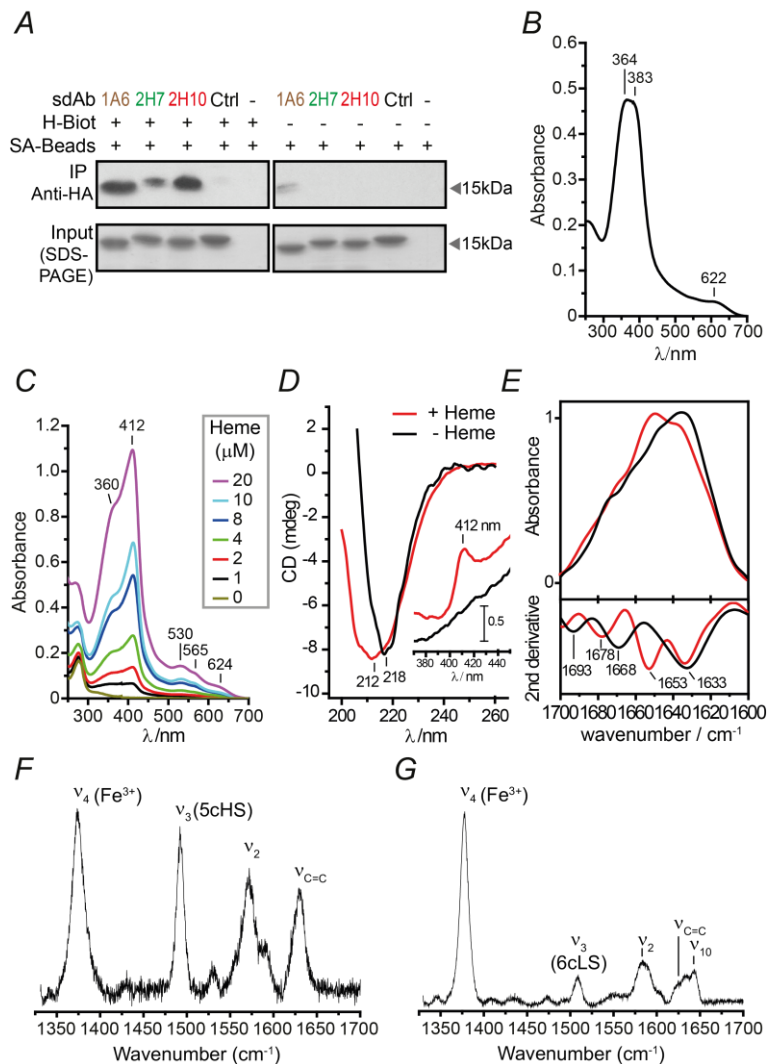 A
sdAb 1A6 2H7 2H10 Ctrl - 1A6 2H7 2H10 Ctrl -
H-Biot + + + + + - - - - -
SA-Beads + + + + + + + + + +
IP
Anti-HA
15kDa
Input
(SDS-
PAGE)
15kDa
B
Absorbance
0.6
0.5
0.4
0.3
0.2
0.1
0
364
383
622
300 400 500 600 700
λ/nm
C
Absorbance
1.2
1.0
0.8
0.6
0.4
0.2
0
412
360
530
565
624
Heme
(μM)
20
10
8
4
2
1
0
250 300 400 500 600 700
λ/nm
D
+ Heme
- Heme
CD (mdeg)
2
0
-2
-4
-6
-8
-10
412 nm
0.5
380 400 420 440
λ / nm
212
218
200 220 240 260
λ / nm
E
Absorbance
1
0
2nd derivative
1693
1678
1668
1653
1633
1700 1680 1660 1640 1620 1600
wavenumber / cm⁻¹
F
ν₄ (Fe³⁺)
ν₃ (5cHS)
ν₂
νC=C
1350 1400 1450 1500 1550 1600 1650 1700
Wavenumber (cm⁻¹)
G
ν₄ (Fe³⁺)
ν₃
(6cLS)
ν₂
νC=C
ν₁₀
1350 1400 1450 1500 1550 1600 1650 1700
Wavenumber (cm⁻¹)